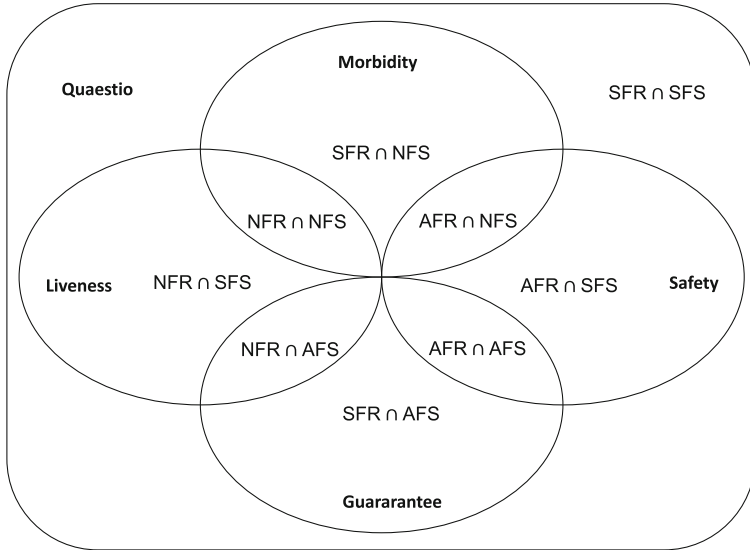 Morbidity
Quaestio
SFR ∩ SFS
SFR ∩ NFS
NFR ∩ NFS
AFR ∩ NFS
Liveness
NFR ∩ SFS
AFR ∩ SFS
Safety
NFR ∩ AFS
AFR ∩ AFS
SFR ∩ AFS
Guararantee